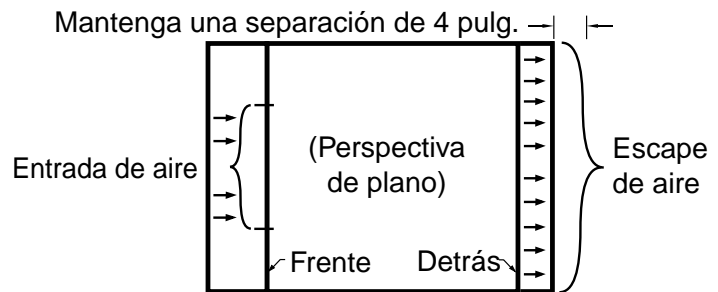 Mantenga una separación de 4 pulg.
Entrada de aire
(Perspectiva
de plano)
Escape
de aire
Frente
Detrás